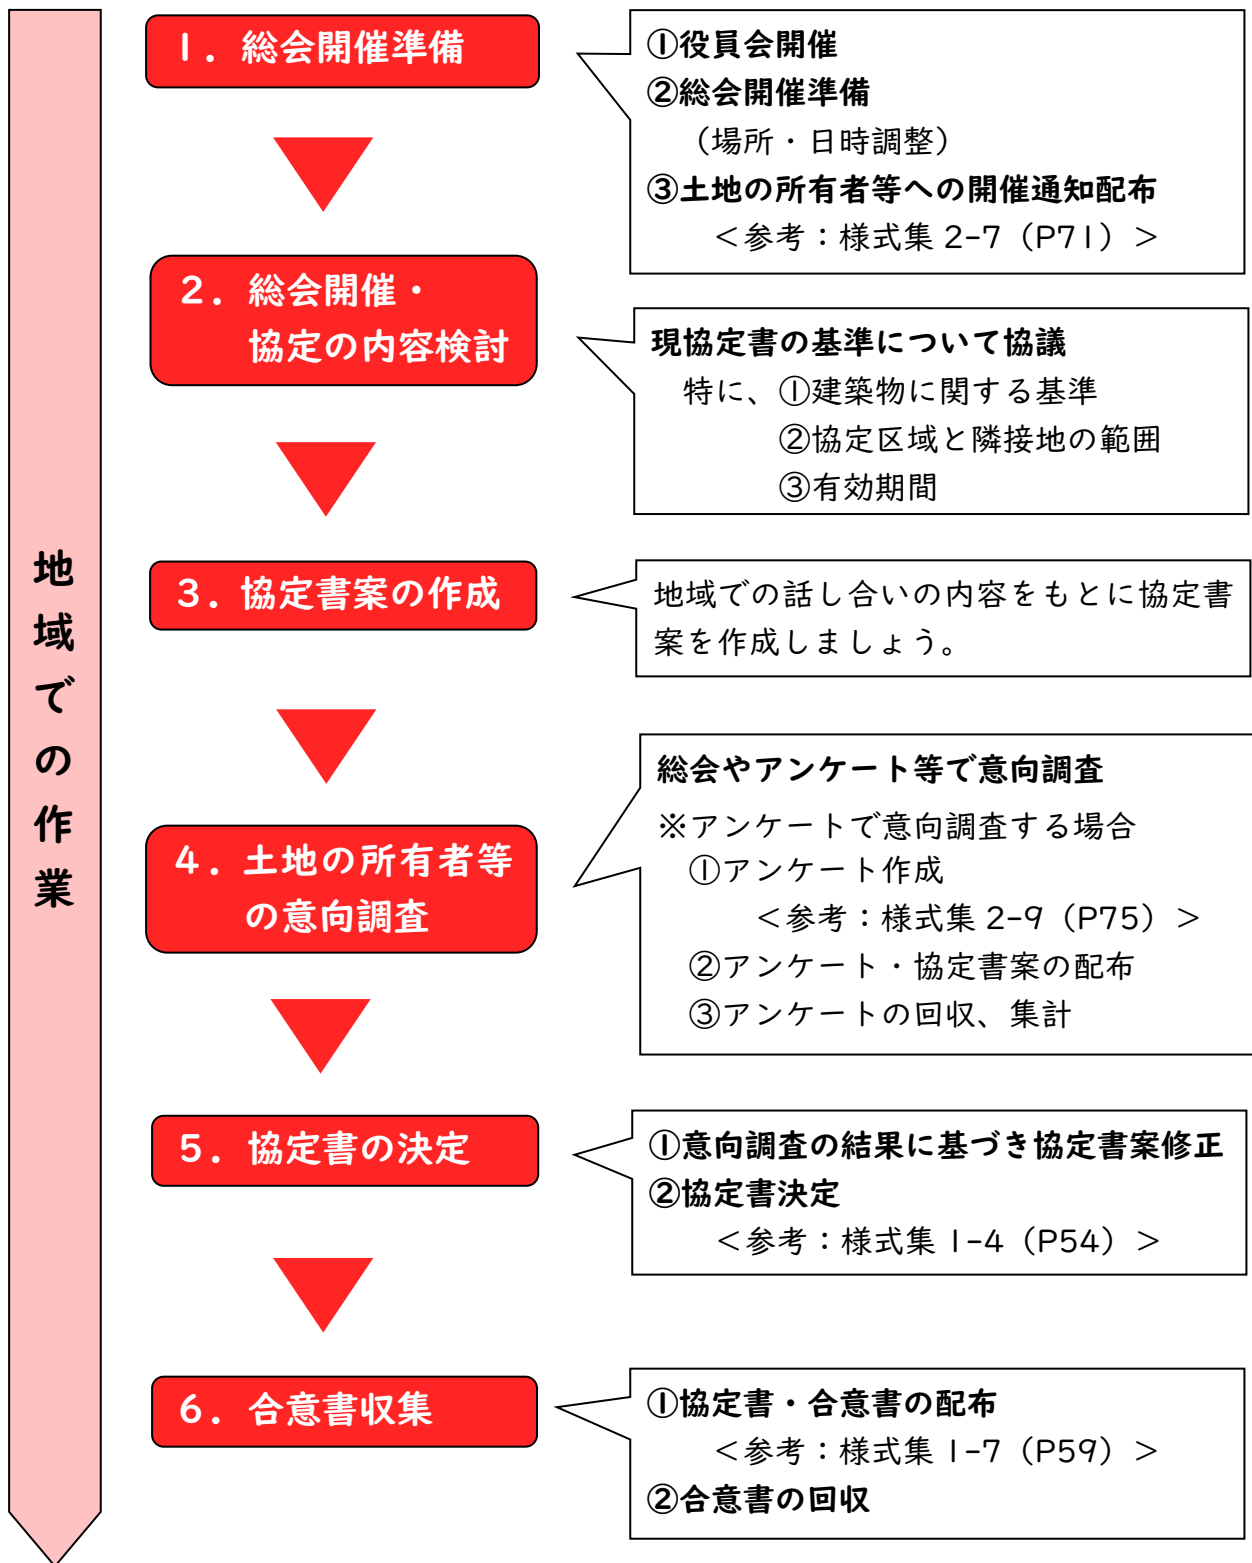 地域での作業
1．総会開催準備
①役員会開催
②総会開催準備
（場所・日時調整）
③土地の所有者等への開催通知配布
＜参考：様式集 2-7（P71）＞
2．総会開催・
協定の内容検討
現協定書の基準について協議
特に、①建築物に関する基準
②協定区域と隣接地の範囲
③有効期間
3．協定書案の作成
地域での話し合いの内容をもとに協定書
案を作成しましょう。
4．土地の所有者等
の意向調査
総会やアンケート等で意向調査
※アンケートで意向調査する場合
①アンケート作成
＜参考：様式集 2-9（P75）＞
②アンケート・協定書案の配布
③アンケートの回収、集計
5．協定書の決定
①意向調査の結果に基づき協定書案修正
②協定書決定
＜参考：様式集 1-4（P54）＞
6．合意書収集
①協定書・合意書の配布
＜参考：様式集 1-7（P59）＞
②合意書の回収